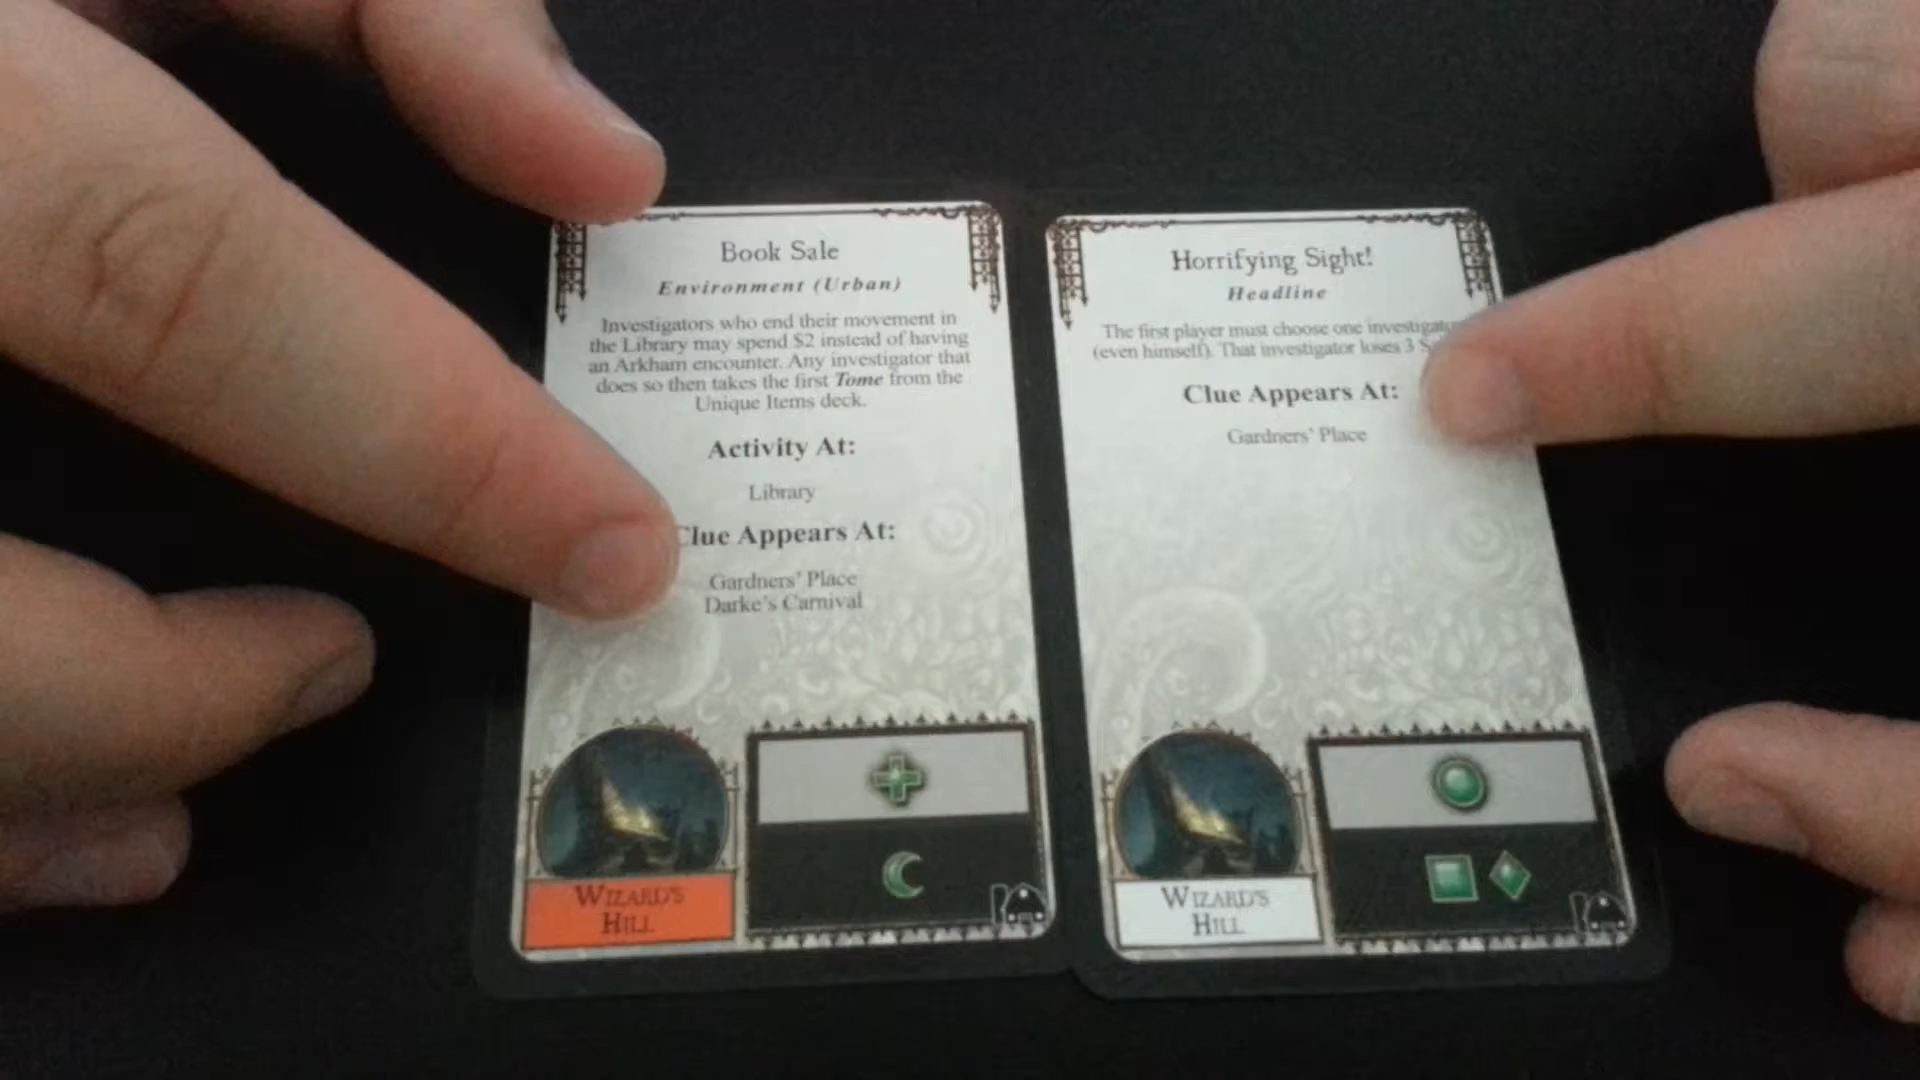 Book Sale
Environment (Urban)
Investigators who end their movement in
the Library may spend $2 instead of having
an Arkham encounter. Any investigator that
does so then takes the first Tome from the
Unique Items deck.
Activity At:
Library
Clue Appears At:
Gardners' Place
Darke's Carnival
WIZARD'S
HILL
Horrifying Sight!
Headline
The first player must choose one
(even himself). That investigator loses 3
Clue Appears At:
Gardners' Place
WIZARD'S
HILL